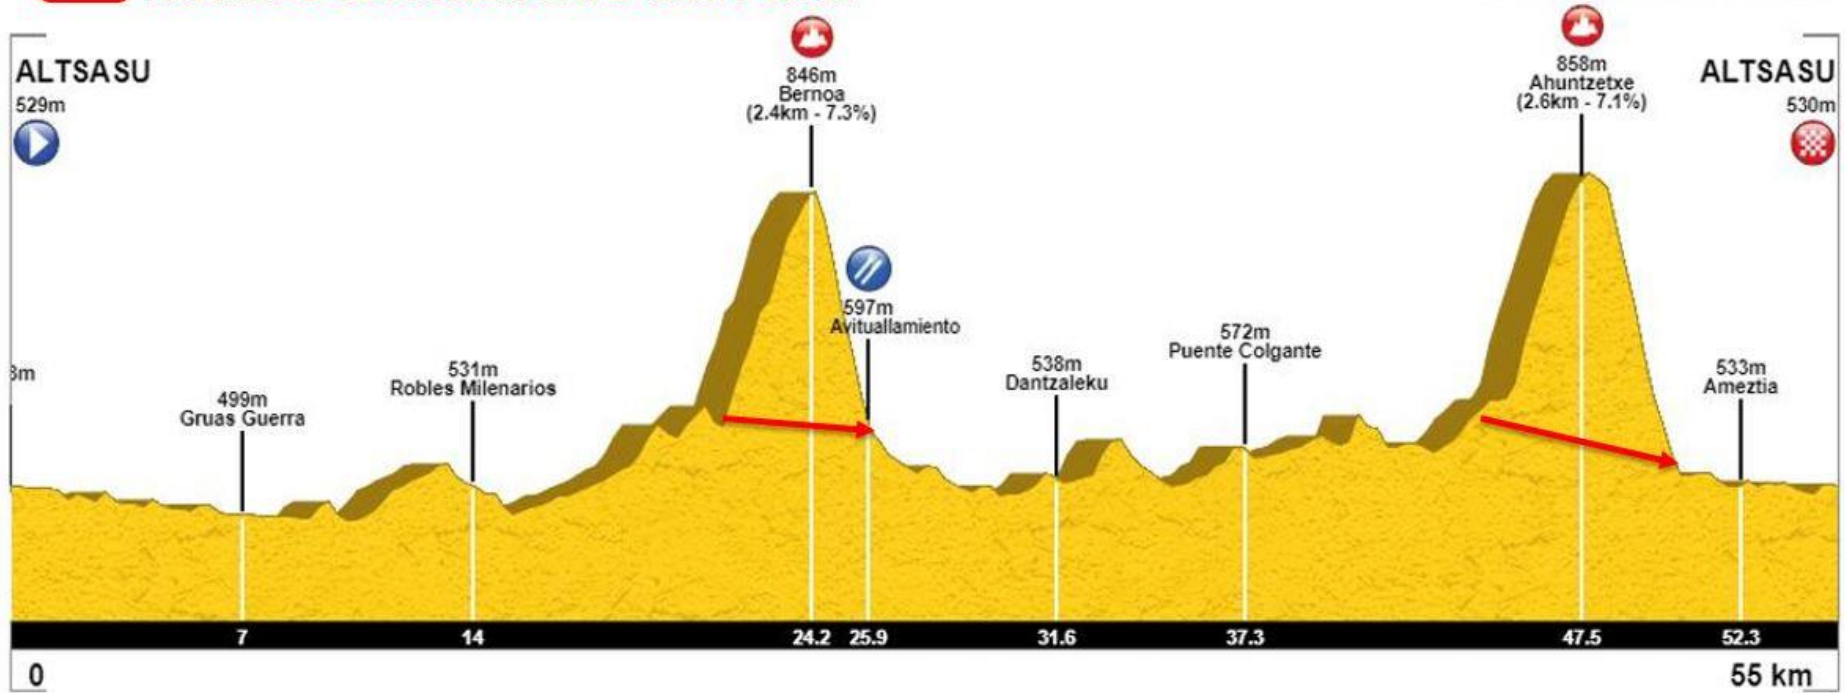 ALTSASU
529m
846m
Bernoa
(2.4km - 7.3%)
858m
Ahuntzetxe
(2.6km - 7.1%)
ALTSASU
530m
597m
Avituallamiento
572m
Puente Colgante
538m
Dantzaleku
533m
Ameztia
531m
Robles Milenarios
499m
Gruas Guerra
7 14 24.2 25.9 31.6 37.3 47.5 52.3
0 55 km